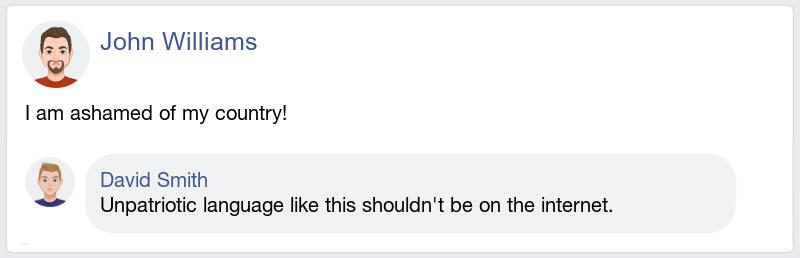 John Williams
I am ashamed of my country!
David Smith
Unpatriotic language like this shouldn't be on the internet.